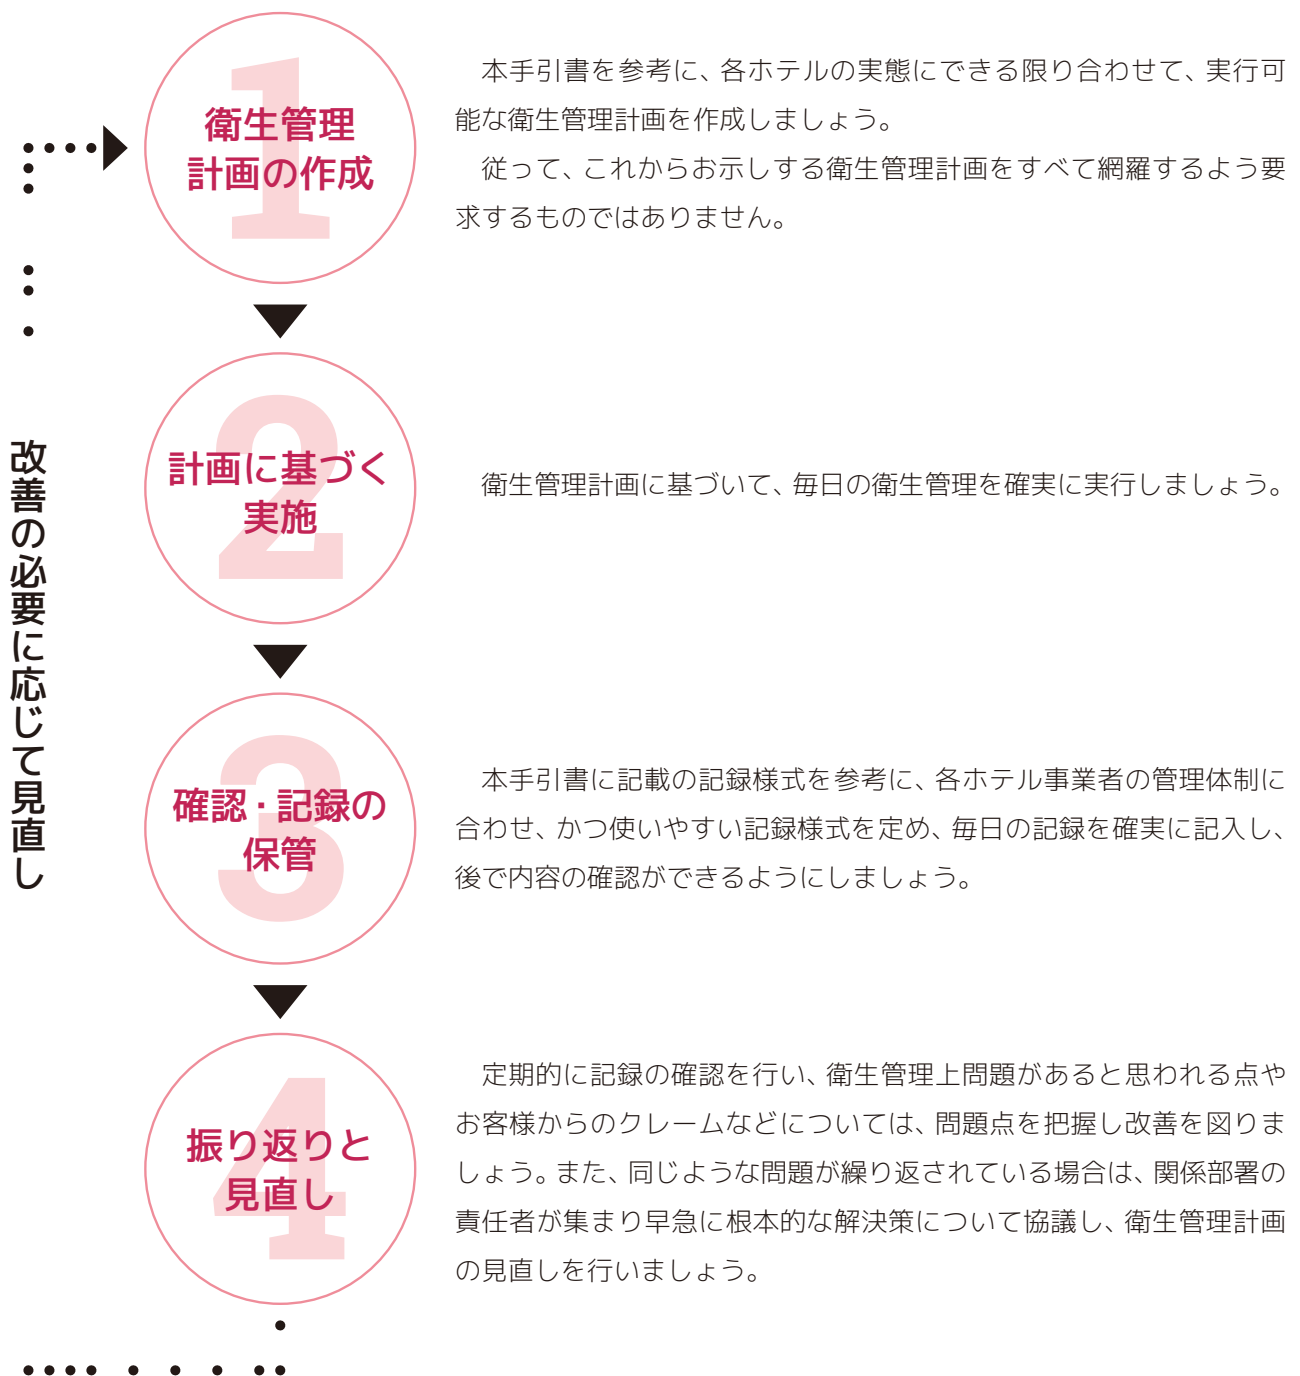 1
衛生管理
計画の作成
本手引書を参考に、各ホテルの実態にできる限り合わせて、実行可
能な衛生管理計画を作成しましょう。
従って、これからお示しする衛生管理計画をすべて網羅するよう要
求するものではありません。
2
計画に基づく
実施
衛生管理計画に基づいて、毎日の衛生管理を確実に実行しましょう。
3
確認・記録の
保管
本手引書に記載の記録様式を参考に、各ホテル事業者の管理体制に
合わせ、かつ使いやすい記録様式を定め、毎日の記録を確実に記入し、
後で内容の確認ができるようにしましょう。
4
振り返りと
見直し
定期的に記録の確認を行い、衛生管理上問題があると思われる点や
お客様からのクレームなどについては、問題点を把握し改善を図りま
しょう。また、同じような問題が繰り返されている場合は、関係部署の
責任者が集まり早急に根本的な解決策について協議し、衛生管理計画
の見直しを行いましょう。
改善の必要に応じて見直し